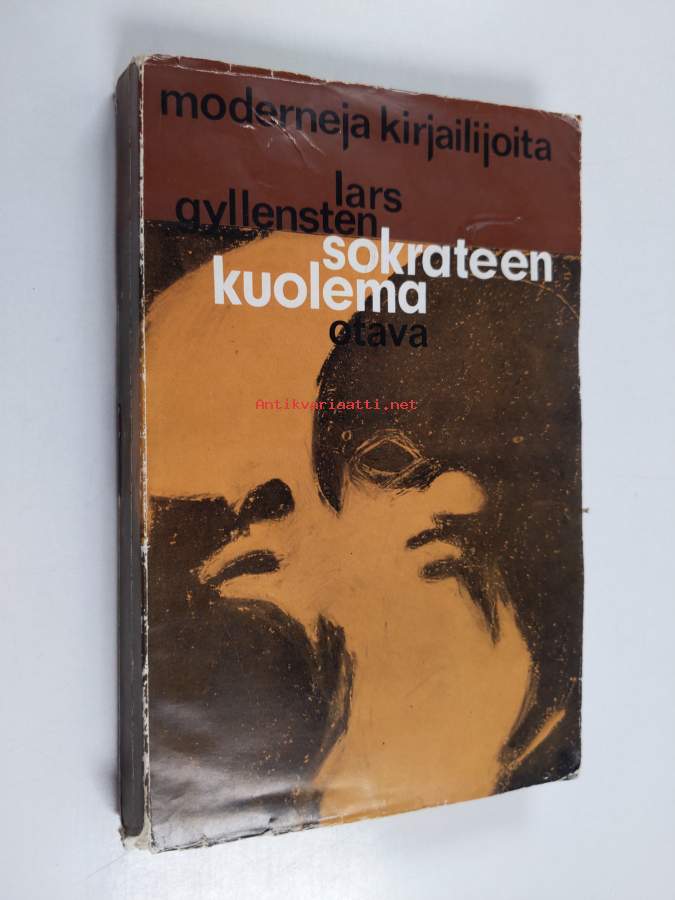 moderneja kirjailijoita
lars
gyllensten
sokrateen
kuolema
otava
Antikvariaatti.net